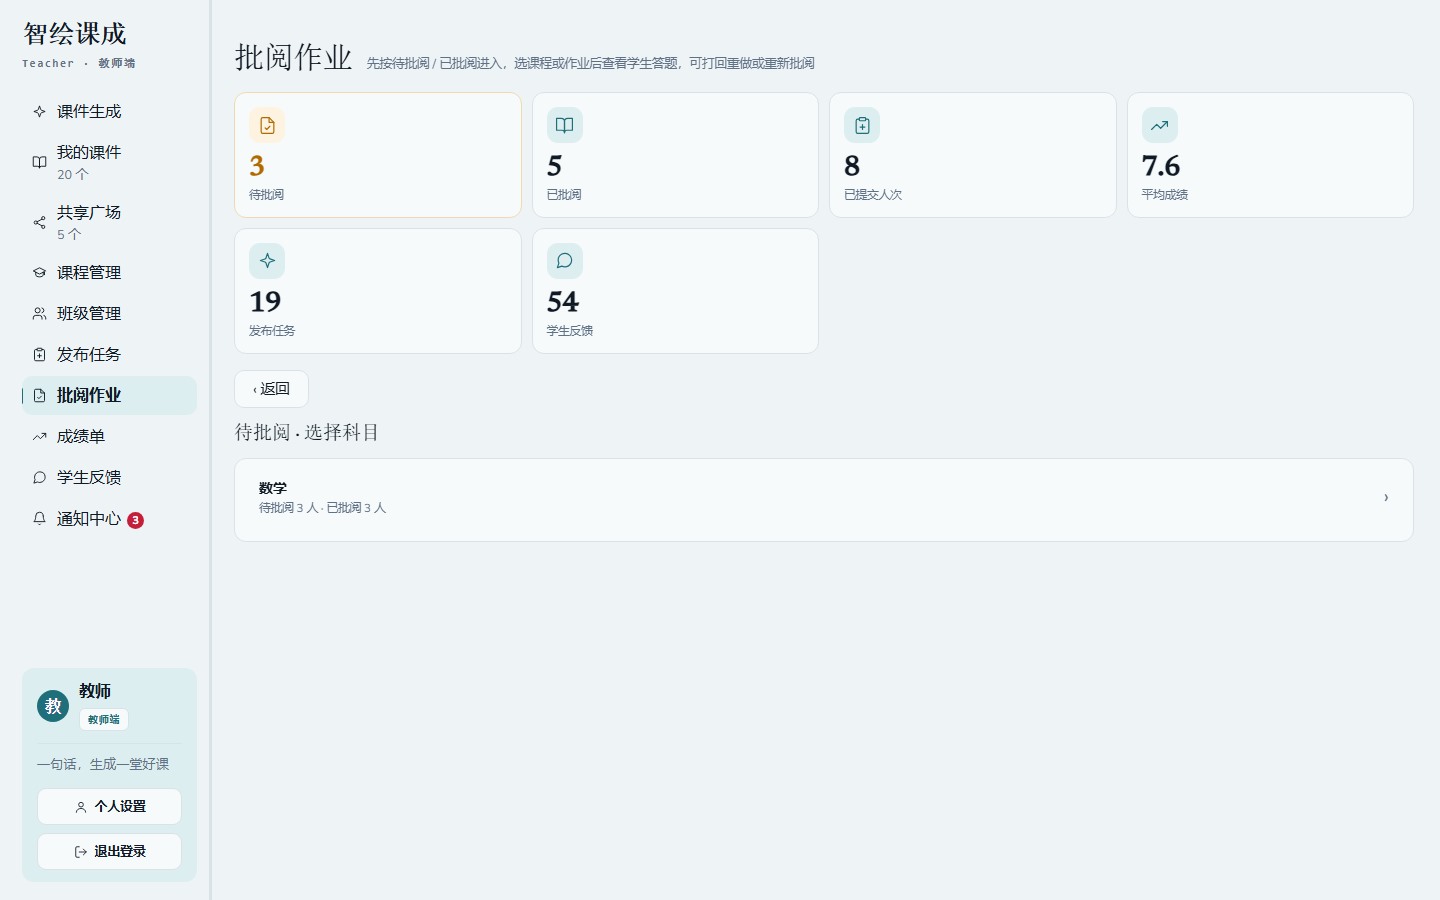 智绘课成
Teacher · 教师端
课件生成
我的课件
20 个
共享广场
5 个
课程管理
班级管理
发布任务
批阅作业
成绩单
学生反馈
通知中心 3
教
教师
教师端
一句话，生成一堂好课
个人设置
退出登录
批阅作业
先按待批阅 / 已批阅进入，选课程或作业后查看学生答题，可打回重做或重新批阅
3
待批阅
5
已批阅
8
已提交人次
7.6
平均成绩
19
发布任务
54
学生反馈
‹ 返回
待批阅 · 选择科目
数学
待批阅 3 人 · 已批阅 3 人
›